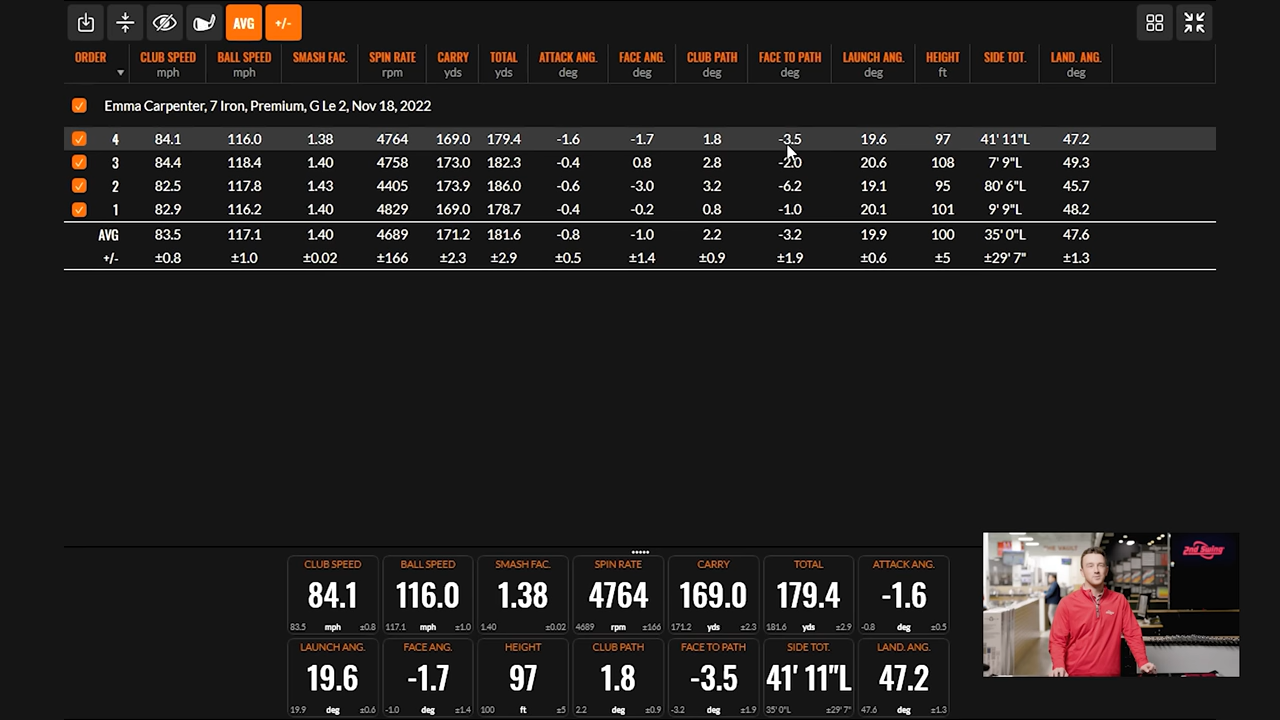 AVG +/-
ORDER CLUB SPEED BALL SPEED SMASH FAC. SPIN RATE CARRY TOTAL ATTACK ANG. FACE ANG. CLUB PATH FACE TO PATH LAUNCH ANG. HEIGHT SIDE TOT. LAND. ANG.
mph mph rpm yds yds deg deg deg deg deg ft deg
Emma Carpenter, 7 Iron, Premium, G Le 2, Nov 18, 2022
4 84.1 116.0 1.38 4764 169.0 179.4 -1.6 -1.7 1.8 -3.5 19.6 97 41' 11"L 47.2
3 84.4 118.4 1.40 4758 173.0 182.3 -0.4 0.8 2.8 -2.0 20.6 108 7' 9"L 49.3
2 82.5 117.8 1.43 4405 173.9 186.0 -0.6 -3.0 3.2 -6.2 19.1 95 80' 6"L 45.7
1 82.9 116.2 1.40 4829 169.0 178.7 -0.4 -0.2 0.8 -1.0 20.1 101 9' 9"L 48.2
AVG 83.5 117.1 1.40 4689 171.2 181.6 -0.8 -1.0 2.2 -3.2 19.9 100 35' 0"L 47.6
+/- ±0.8 ±1.0 ±0.02 ±166 ±2.3 ±2.9 ±0.5 ±1.4 ±0.9 ±1.9 ±0.6 ±5 ±29' 7" ±1.3
CLUB SPEED BALL SPEED SMASH FAC. SPIN RATE CARRY TOTAL ATTACK ANG.
84.1 116.0 1.38 4764 169.0 179.4 -1.6
83.5 mph ±0.8 117.1 mph ±1.0 1.40 ±0.02 4689 rpm ±166 171.2 yds ±2.3 181.6 yds ±2.9 -0.8 deg ±0.5
LAUNCH ANG. FACE ANG. HEIGHT CLUB PATH FACE TO PATH SIDE TOT. LAND. ANG.
19.6 -1.7 97 1.8 -3.5 41' 11"L 47.2
19.9 deg ±0.6 -1.0 deg ±1.4 100 ft ±5 2.2 deg ±0.9 -3.2 deg ±1.9 35' 0"L ±29' 7" 47.6 deg ±1.3
2nd Swing